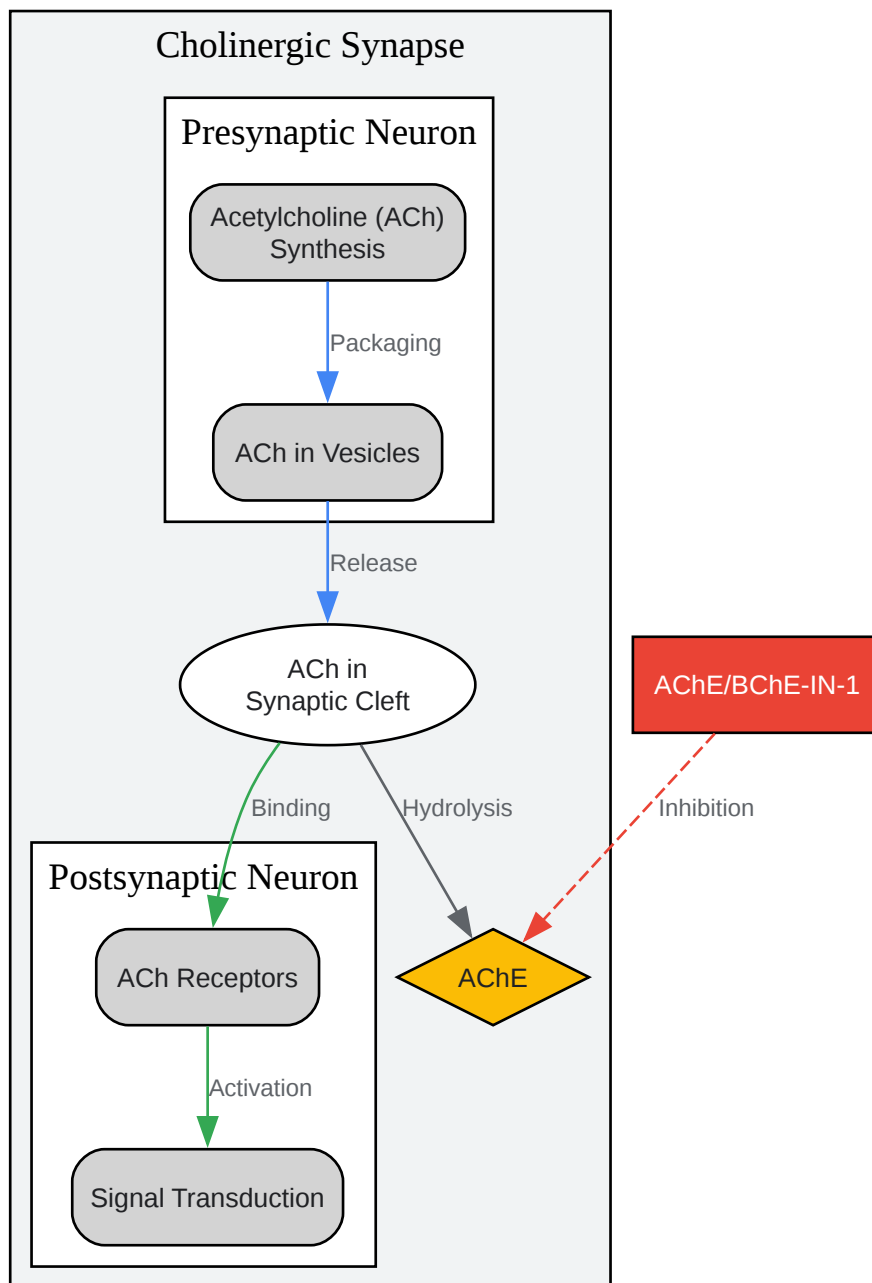 Cholinergic Synapse
Presynaptic Neuron
Acetylcholine (ACh)
Synthesis
Packaging
ACh in Vesicles
Release
ACh in
Synaptic Cleft
AChE/BChE-IN-1
Binding
Hydrolysis
Inhibition
Postsynaptic Neuron
ACh Receptors
AChE
Activation
Signal Transduction